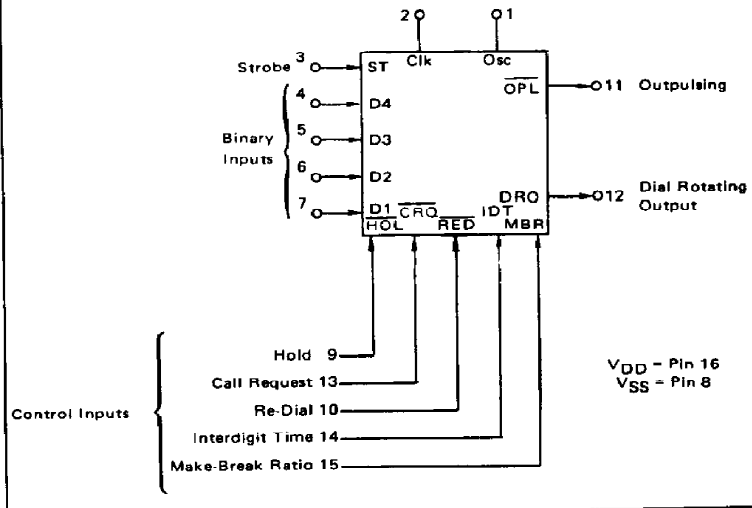 2 1
Strobe 3 ST Clk Osc
OPL 11 Outpulsing
4 D4
Binary Inputs
5 D3
6 D2
7 D1
DRQ 12 Dial Rotating Output
HOL CRQ RED IDT MBR
Hold 9
Call Request 13
Re-Dial 10
Interdigit Time 14
Make-Break Ratio 15
Control Inputs
VDD = Pin 16
VSS = Pin 8